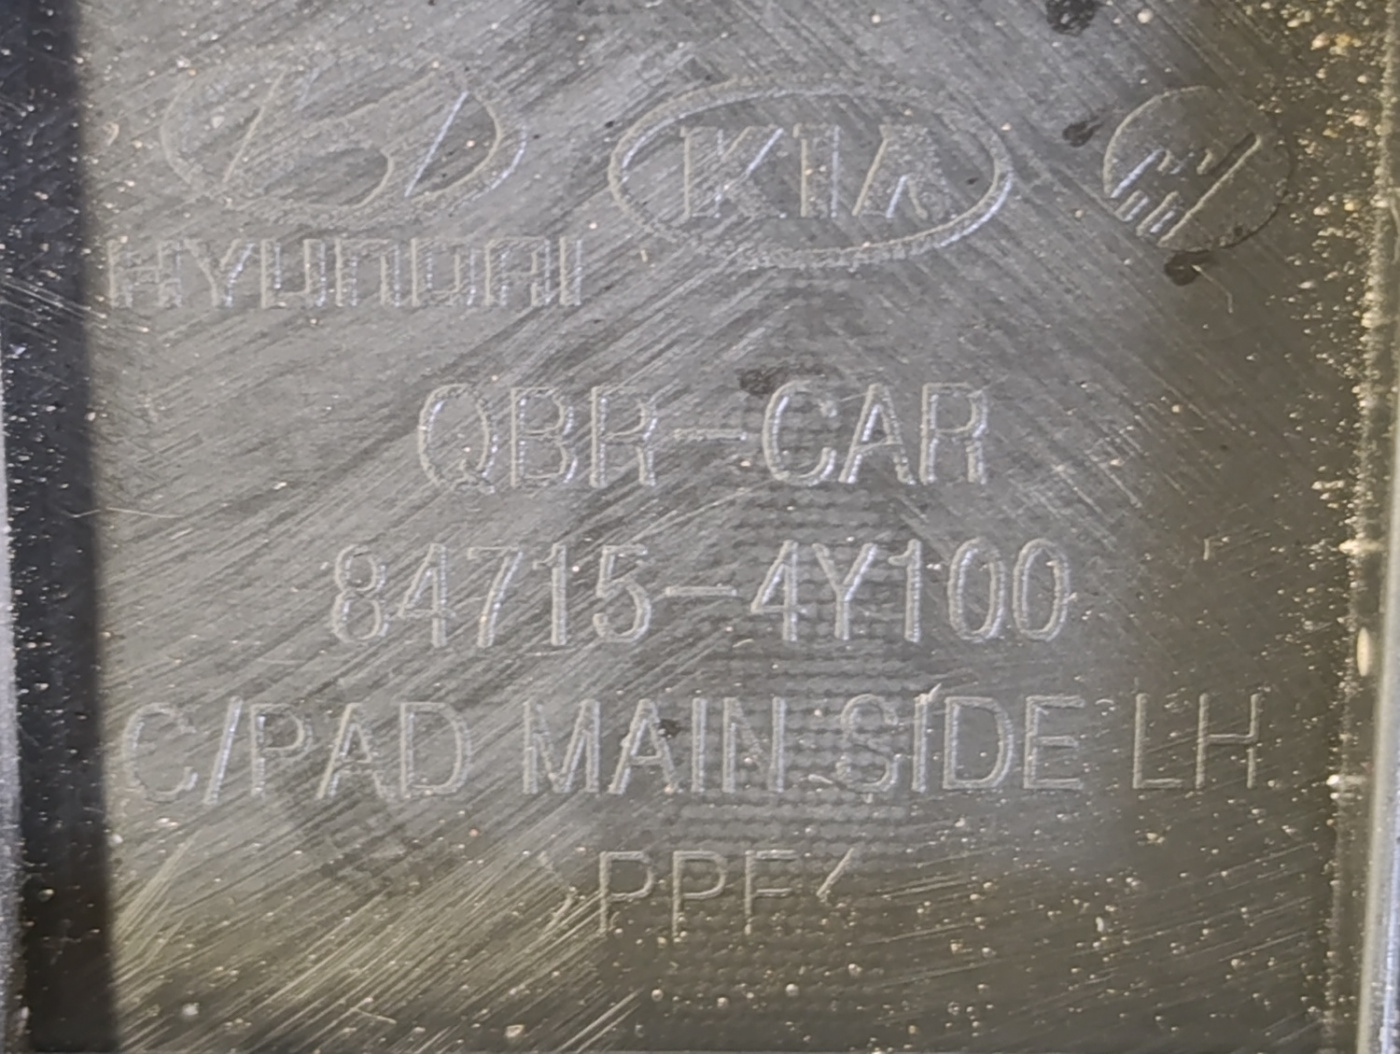 KIA
HYUNDAI
QBR-CAR
84715-4Y100
C/PAD MAIN SIDE LH
>PPF<